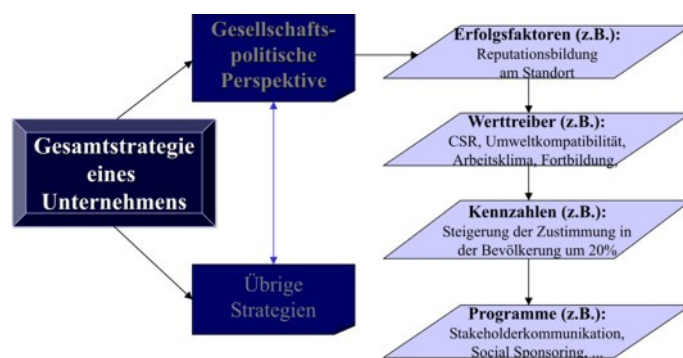 Gesellschafts-
politische
Perspektive
Gesamtstrategie
eines
Unternehmens
Übrige
Strategien
Erfolgsfaktoren (z.B.):
Reputationsbildung
am Standort
Werttreiber (z.B.):
CSR, Umweltkompatibilität,
Arbeitsklima, Fortbildung,
Kennzahlen (z.B.):
Steigerung der Zustimmung in
der Bevölkerung um 20%
Programme (z.B.):
Stakeholderkommunikation,
Social Sponsoring, ...